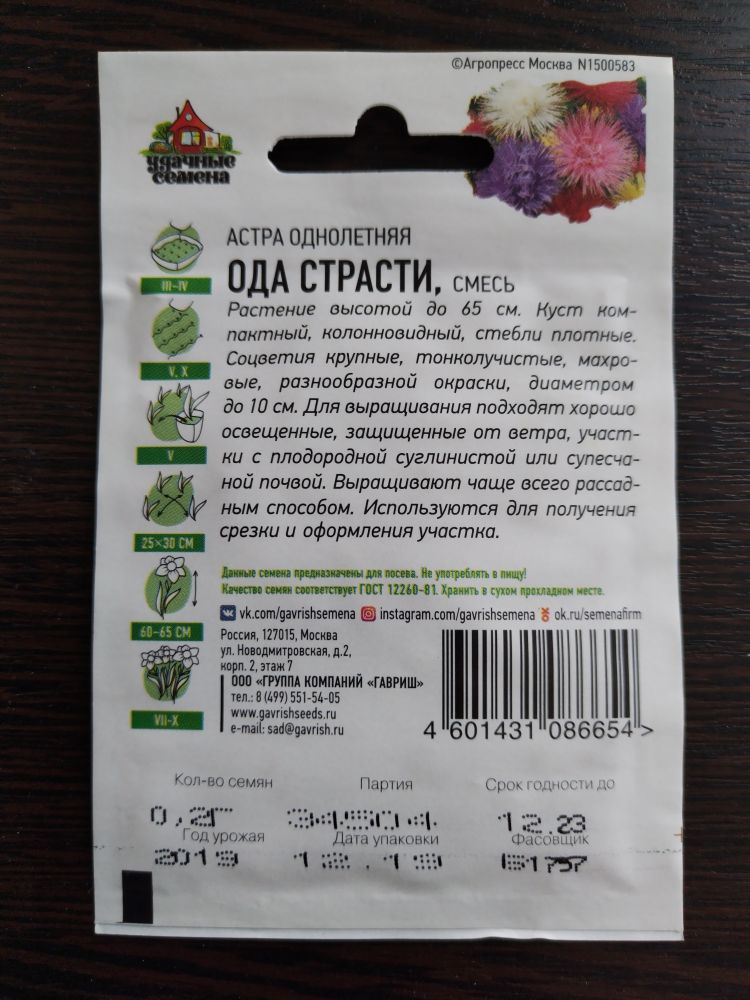 ©Агропресс Москва N1500583
удачные
семена
АСТРА ОДНОЛЕТНЯЯ
ОДА СТРАСТИ, СМЕСЬ
Растение высотой до 65 см. Куст ком-
пактный, колонновидный, стебли плотные.
Соцветия крупные, тонколучистые, махро-
вые, разнообразной окраски, диаметром
до 10 см. Для выращивания подходят хорошо
освещенные, защищенные от ветра, участ-
ки с плодородной суглинистой или супесча-
ной почвой. Выращивают чаще всего рассад-
ным способом. Используются для получения
срезки и оформления участка.
III-IV
V, X
V
25×30 СМ
60-65 СМ
VII-X
Данные семена предназначены для посева. Не употреблять в пищу!
Качество семян соответствует ГОСТ 12260-81. Хранить в сухом прохладном месте.
vk.com/gavrishsemena instagram.com/gavrishsemena ok.ru/semenafirm
Россия, 127015, Москва
ул. Новодмитровская, д.2,
корп. 2, этаж 7
ООО «ГРУППА КОМПАНИЙ «ГАВРИШ»
тел.: 8 (499) 551-54-05
www.gavrishseeds.ru
e-mail: sad@gavrish.ru
4 601431 086654 >
Кол-во семян Партия Срок годности до
0,2Г 34504 12.23
Год урожая Дата упаковки Фасовщик
2019 12.19